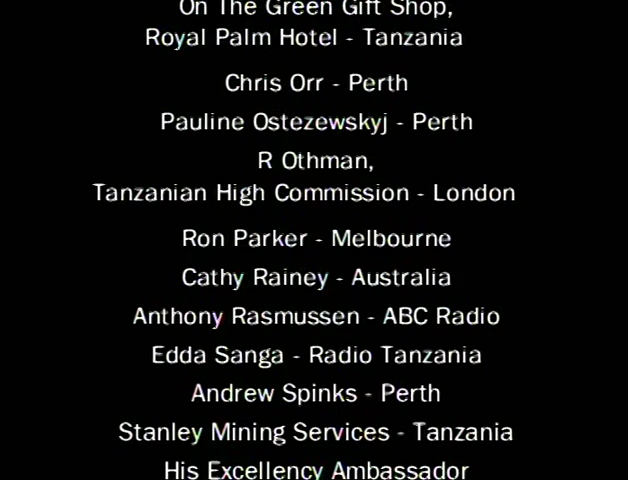 On The Green Gift Shop,
Royal Palm Hotel - Tanzania
Chris Orr - Perth
Pauline Ostezewskyj - Perth
R Othman,
Tanzanian High Commission - London
Ron Parker - Melbourne
Cathy Rainey - Australia
Anthony Rasmussen - ABC Radio
Edda Sanga - Radio Tanzania
Andrew Spinks - Perth
Stanley Mining Services - Tanzania
His Excellency Ambassador